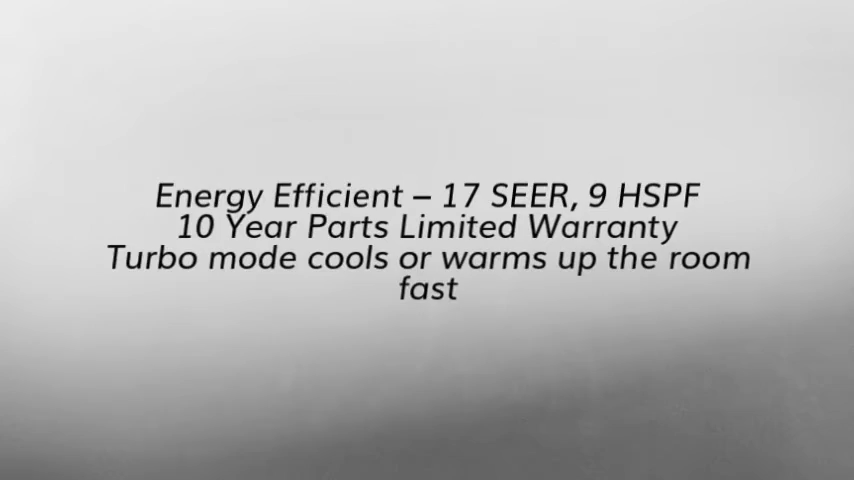 Energy Efficient – 17 SEER, 9 HSPF
10 Year Parts Limited Warranty
Turbo mode cools or warms up the room
fast